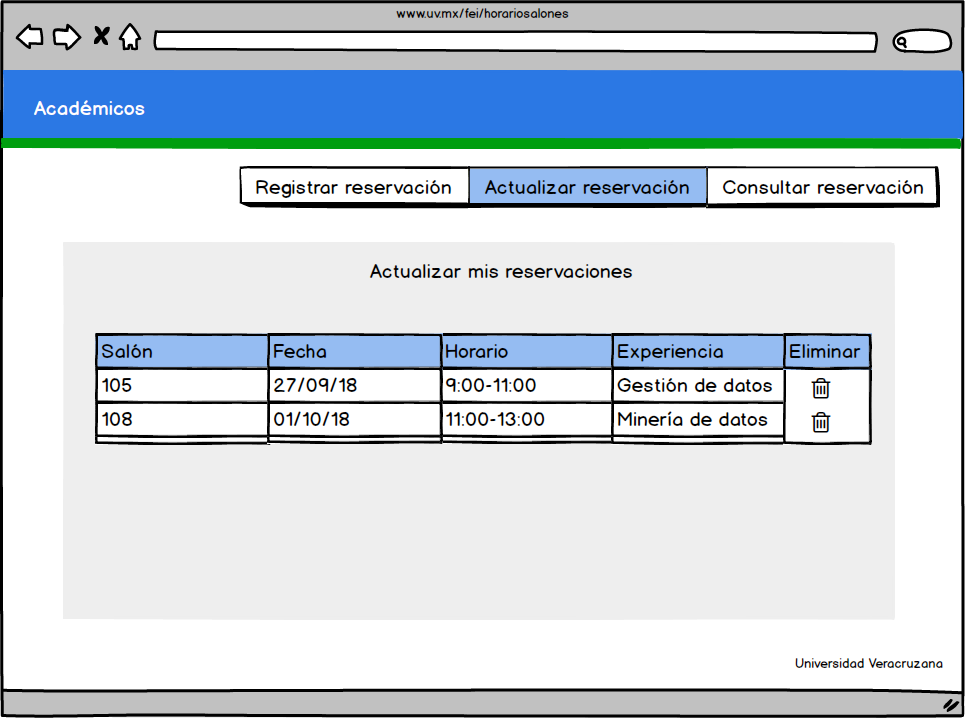 www.uv.mx/fei/horariosalones
Académicos
Registrar reservación Actualizar reservación Consultar reservación
Actualizar mis reservaciones
Salón Fecha Horario Experiencia Eliminar
105 27/09/18 9:00-11:00 Gestión de datos
108 01/10/18 11:00-13:00 Minería de datos
Universidad Veracruzana